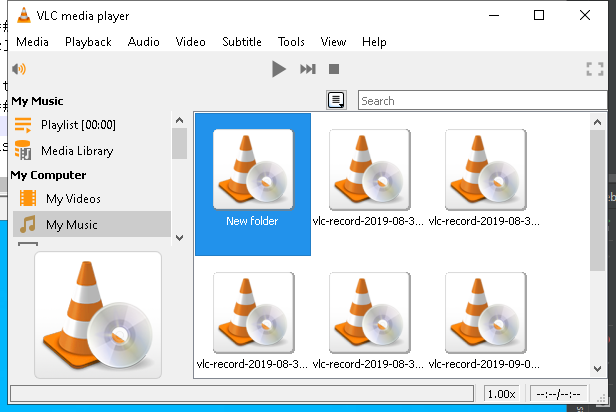 VLC media player
Media Playback Audio Video Subtitle Tools View Help
Search
My Music
Playlist [00:00]
Media Library
My Computer
My Videos
My Music
New folder
vlc-record-2019-08-3...
vlc-record-2019-08-3...
vlc-record-2019-08-3...
vlc-record-2019-08-3...
vlc-record-2019-09-0...
1.00x
--:--/--:--